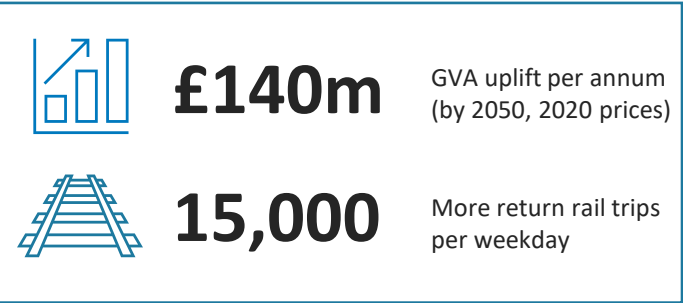 £140m
GVA uplift per annum
(by 2050, 2020 prices)
15,000
More return rail trips
per weekday